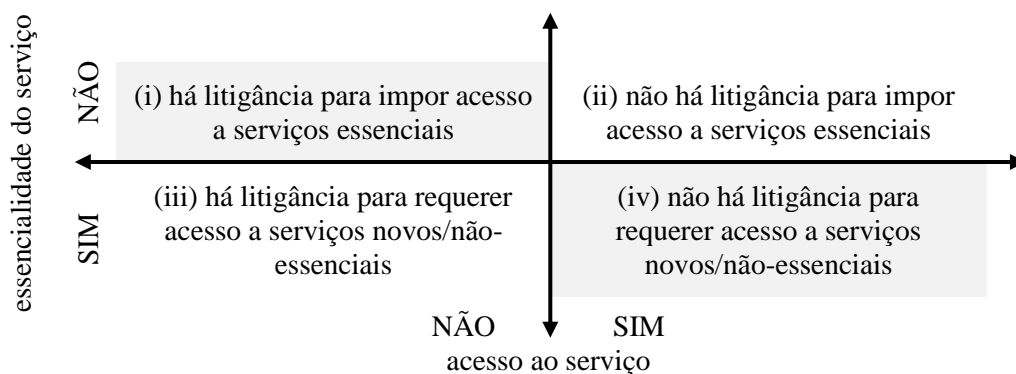 essencialidade do serviço
NÃO
SIM
(i) há litigância para impor acesso
a serviços essenciais
(ii) não há litigância para impor
acesso a serviços essenciais
(iii) há litigância para requerer
acesso a serviços novos/não-
essenciais
(iv) não há litigância para
requerer acesso a serviços
novos/não-essenciais
NÃO
SIM
acesso ao serviço